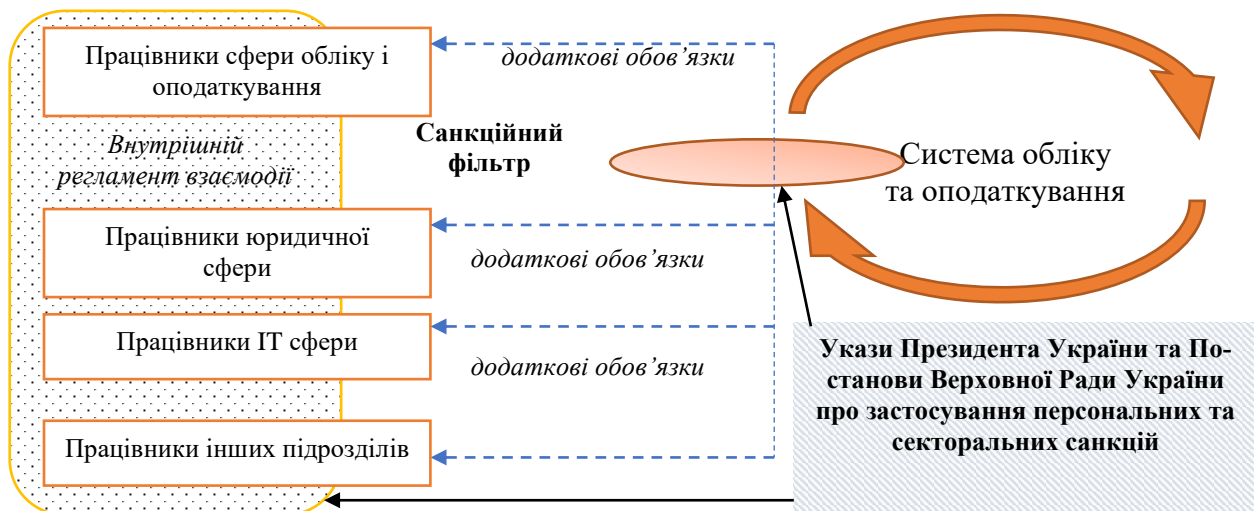 Працівники сфери обліку і
оподаткування
додаткові обов’язки
Санкційний
фільтр
Внутрішній
регламент взаємодії
Система обліку
та оподаткування
Працівники юридичної
сфери
додаткові обов’язки
Працівники ІТ сфери
додаткові обов’язки
Працівники інших підрозділів
Укази Президента України та По-
станови Верховної Ради України
про застосування персональних та
секторальних санкцій